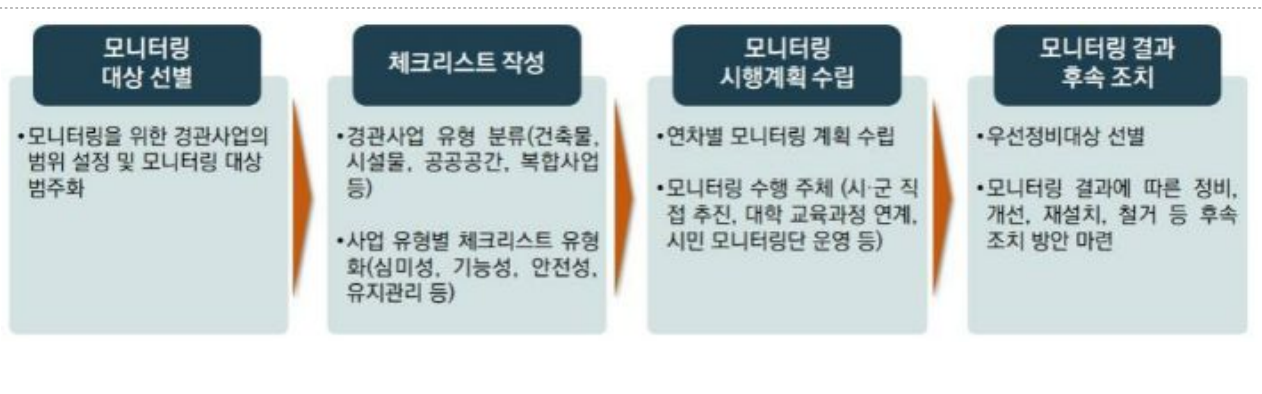 모니터링
대상 선별
•모니터링을 위한 경관사업의
범위 설정 및 모니터링 대상
범주화
체크리스트 작성
•경관사업 유형 분류(건축물,
시설물, 공공공간, 복합사업
등)
•사업 유형별 체크리스트 유형
화(심미성, 기능성, 안전성,
유지관리 등)
모니터링
시행계획 수립
•연차별 모니터링 계획 수립
•모니터링 수행 주체 (시·군 직
접 추진, 대학 교육과정 연계,
시민 모니터링단 운영 등)
모니터링 결과
후속 조치
•우선정비대상 선별
•모니터링 결과에 따른 정비,
개선, 재설치, 철거 등 후속
조치 방안 마련